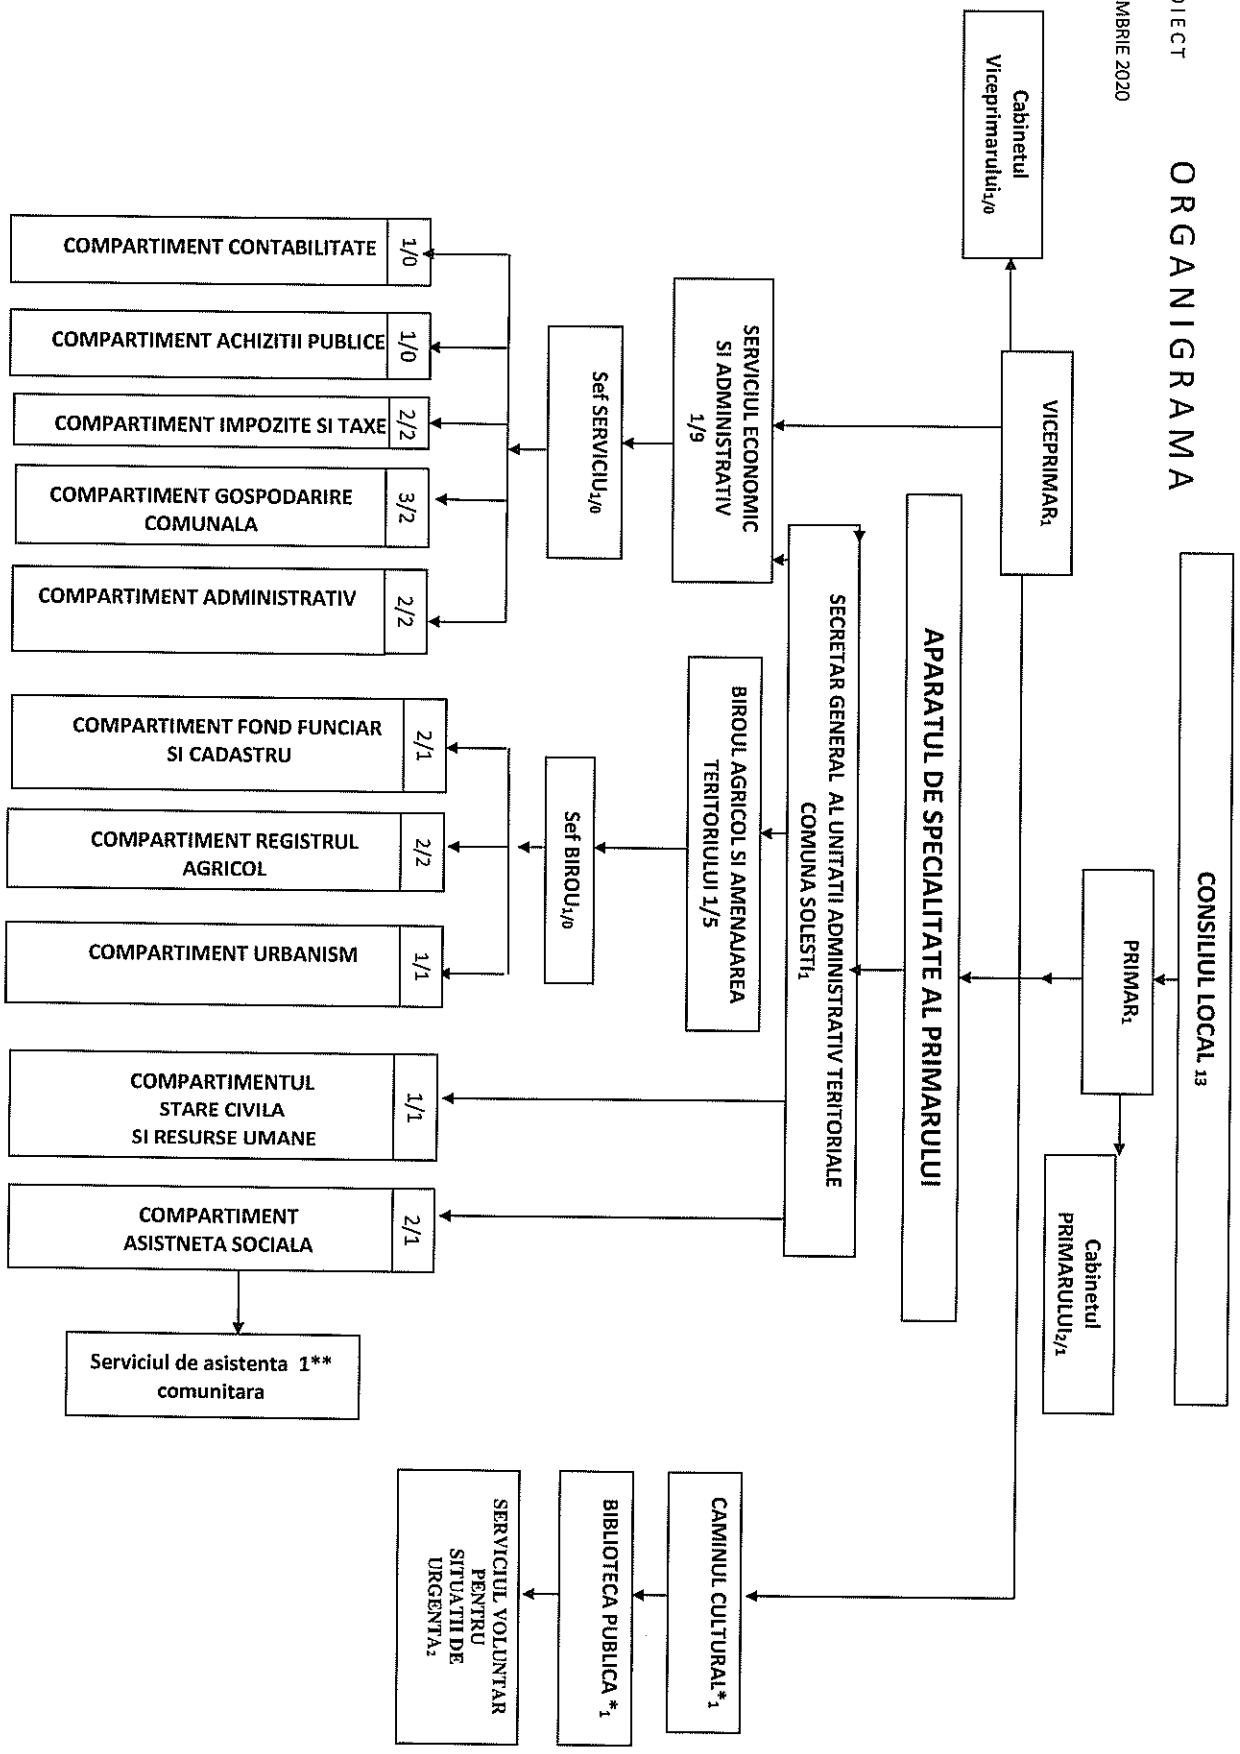 OIECT
MBRIE 2020
ORGANIGRAMA
CONSILIUL LOCAL 13
PRIMAR1
Cabinetul
PRIMARULUI2/1
VICEPRIMAR1
Cabinetul
Viceprimarului1/0
APARATUL DE SPECIALITATE AL PRIMARULUI
SECRETAR GENERAL AL UNITATII ADMINISTRATIV TERITORIALE
COMUNA SOLESTI1
SERVICIUL ECONOMIC
SI ADMINISTRATIV
1/9
BIROUL AGRICOL SI AMENAJAREA
TERITORIULUI 1/5
CAMINUL CULTURAL*1
Sef SERVICIU1/0
Sef BIROU1/0
BIBLIOTECA PUBLICA *1
SERVICIUL VOLUNTAR
PENTRU
SITUATII DE
URGENTA2
1/0
COMPARTIMENT CONTABILITATE
1/0
COMPARTIMENT ACHIZITII PUBLICE
2/2
COMPARTIMENT IMPOZITE SI TAXE
3/2
COMPARTIMENT GOSPODARIRE
COMUNALA
2/2
COMPARTIMENT ADMINISTRATIV
2/1
COMPARTIMENT FOND FUNCIAR
SI CADASTRU
2/2
COMPARTIMENT REGISTRUL
AGRICOL
1/1
COMPARTIMENT URBANISM
1/1
COMPARTIMENTUL
STARE CIVILA
SI RESURSE UMANE
2/1
COMPARTIMENT
ASISTNETA SOCIALA
Serviciul de asistenta 1**
comunitara